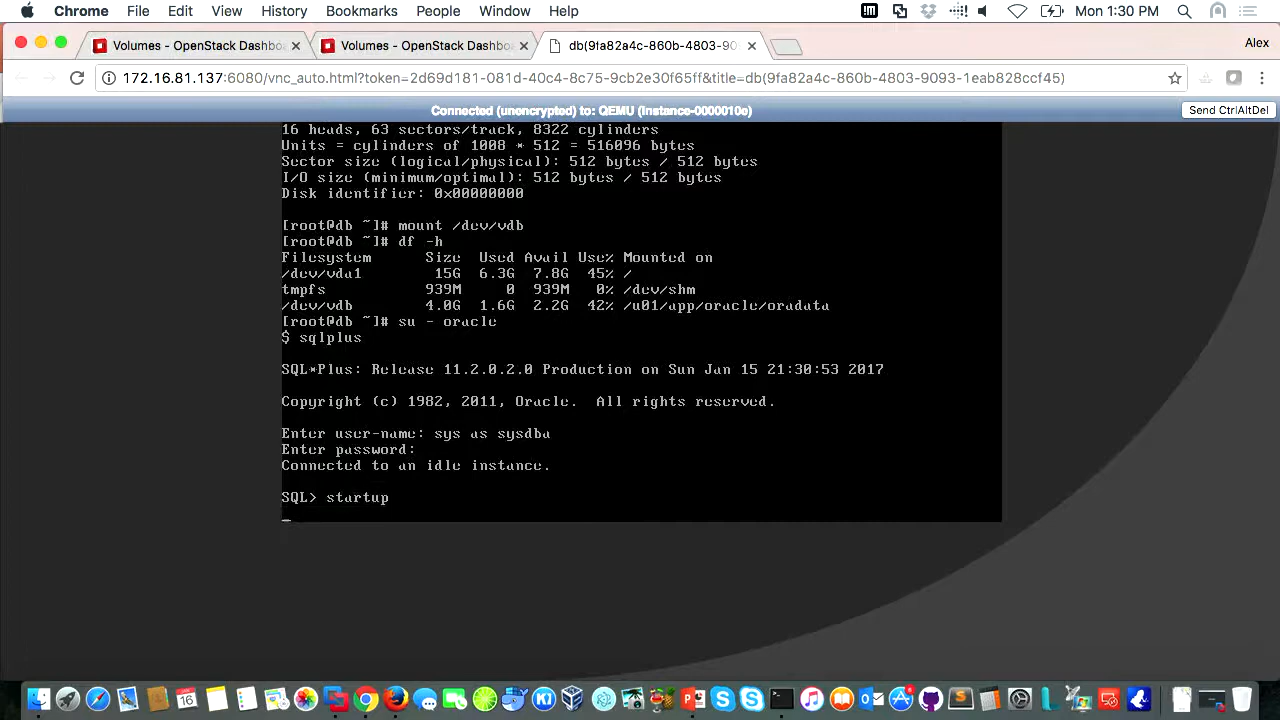 Chrome File Edit View History Bookmarks People Window Help Mon 1:30 PM
Volumes - OpenStack Dashbo
Volumes - OpenStack Dashbo
db(9fa82a4c-860b-4803-90
Alex
172.16.81.137:6080/vnc_auto.html?token=2d69d181-081d-40c4-8c75-9cb2e30f65ff&title=db(9fa82a4c-860b-4803-9093-1eab828ccf45)
Connected (unencrypted) to: QEMU (instance-0000010e)
Send CtrlAltDel
16 heads, 63 sectors/track, 8322 cylinders
Units = cylinders of 1008 * 512 = 516096 bytes
Sector size (logical/physical): 512 bytes / 512 bytes
I/O size (minimum/optimal): 512 bytes / 512 bytes
Disk identifier: 0x00000000
[root@db ~]# mount /dev/vdb
[root@db ~]# df -h
Filesystem Size Used Avail Use% Mounted on
/dev/vda1 15G 6.3G 7.8G 45% /
tmpfs 939M 0 939M 0% /dev/shm
/dev/vdb 4.0G 1.6G 2.2G 42% /u01/app/oracle/oradata
[root@db ~]# su - oracle
$ sqlplus
SQL*Plus: Release 11.2.0.2.0 Production on Sun Jan 15 21:30:53 2017
Copyright (c) 1982, 2011, Oracle. All rights reserved.
Enter user-name: sys as sysdba
Enter password:
Connected to an idle instance.
SQL> startup